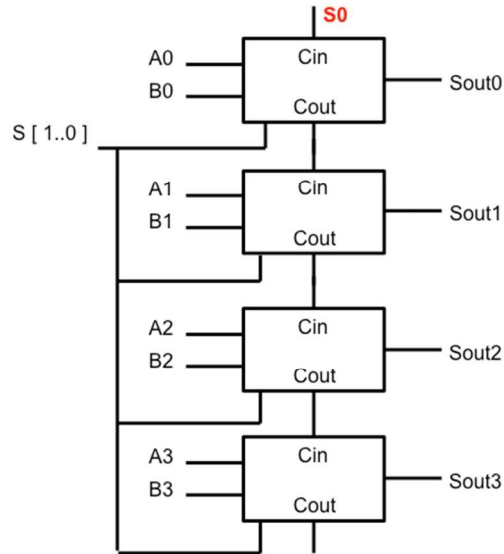 S0
A0
Cin
B0
Sout0
Cout
S [ 1..0 ]
A1
Cin
B1
Sout1
Cout
A2
Cin
B2
Sout2
Cout
A3
Cin
B3
Sout3
Cout